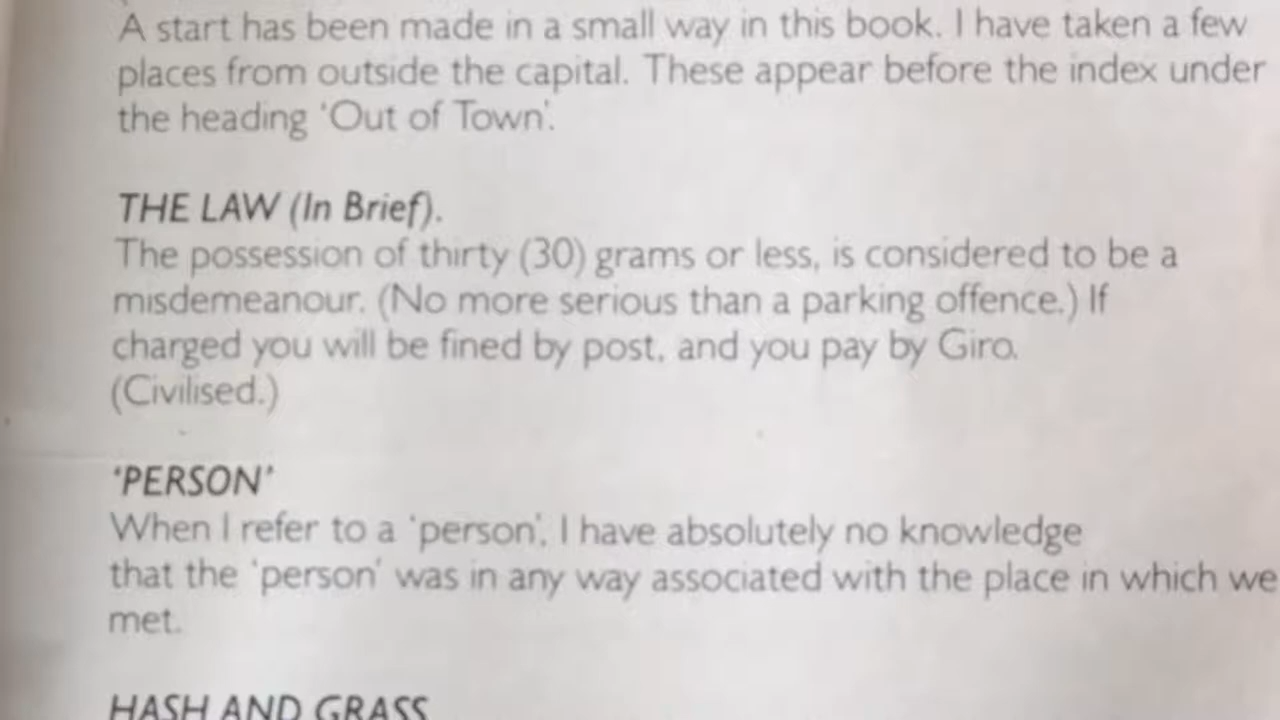 A start has been made in a small way in this book. I have taken a few
places from outside the capital. These appear before the index under
the heading 'Out of Town'.
THE LAW (In Brief).
The possession of thirty (30) grams or less, is considered to be a
misdemeanour. (No more serious than a parking offence.) If
charged you will be fined by post, and you pay by Giro.
(Civilised.)
'PERSON'
When I refer to a 'person', I have absolutely no knowledge
that the 'person' was in any way associated with the place in which we
met.
HASH AND GRASS